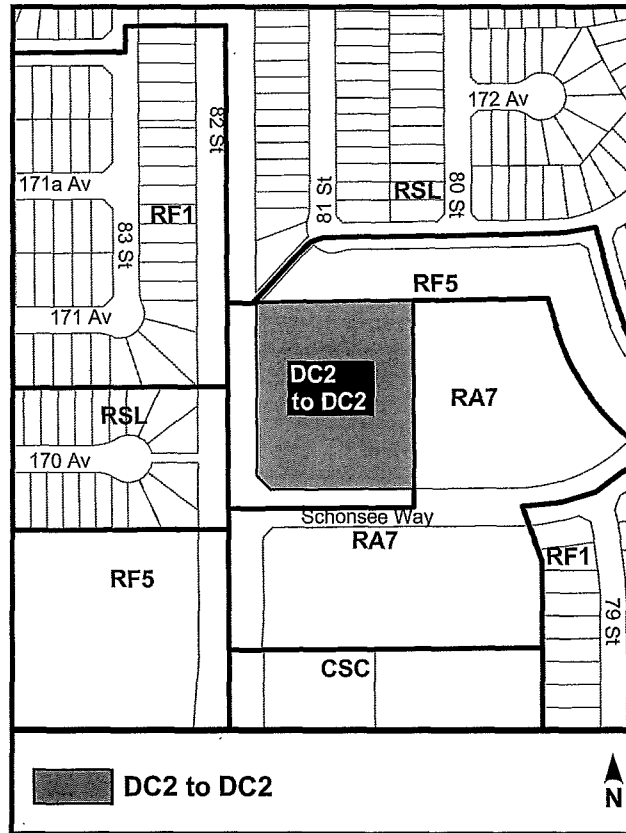 172 Av
82 St
171a Av
81 St
RSL
80 St
RF1
83 St
RF5
171 Av
DC2
to DC2
RA7
RSL
170 Av
Schonsee Way
RA7
RF1
RF5
79 St
CSC
DC2 to DC2
N